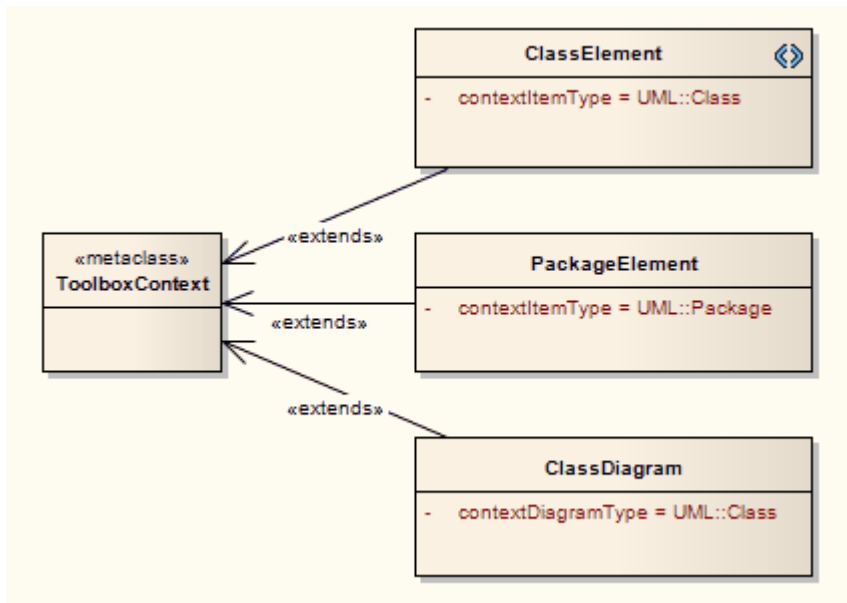 ClassElement
- contextItemType = UML::Class
«extends»
«metaclass»
ToolboxContext
PackageElement
- contextItemType = UML::Package
«extends»
«extends»
ClassDiagram
- contextDiagramType = UML::Class